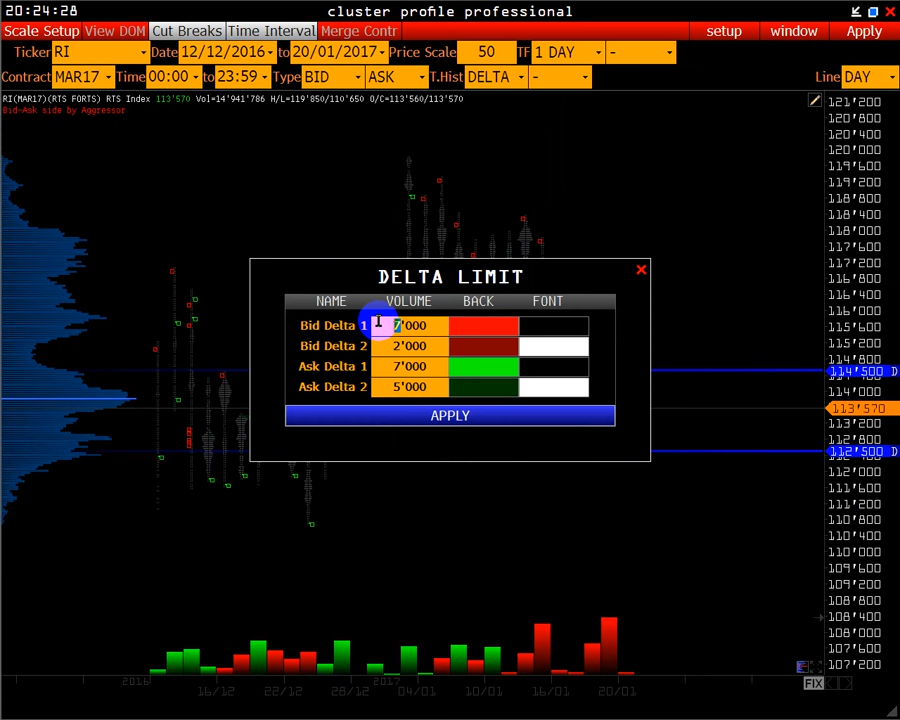 20:24:28 cluster profile professional
Scale Setup View DOM Cut Breaks Time Interval Merge Contr setup window Apply
Ticker RI Date 12/12/2016 to 20/01/2017 Price Scale 50 TF 1 DAY -
Contract MAR17 Time 00:00 to 23:59 Type BID ASK T.Hist DELTA - Line DAY
RI(MAR17)(RTS FORTS) RTS Index 113'570 Vol=14'941'786 H/L=119'850/110'650 O/C=113'560/113'570
Bid-Ask side by Aggressor
121'200
120'800
120'400
120'000
119'600
119'200
118'800
118'400
118'000
117'600
117'200
116'800
116'400
116'000
115'600
115'200
114'800
114'500 D
113'570
113'200
112'800
112'500 D
112'000
111'600
111'200
110'800
110'400
110'000
109'600
109'200
108'800
108'400
108'000
107'600
107'200
DELTA LIMIT
NAME VOLUME BACK FONT
Bid Delta 1 7'000
Bid Delta 2 2'000
Ask Delta 1 7'000
Ask Delta 2 5'000
APPLY
2016 2017
16/12 22/12 28/12 04/01 10/01 16/01 20/01
FIX